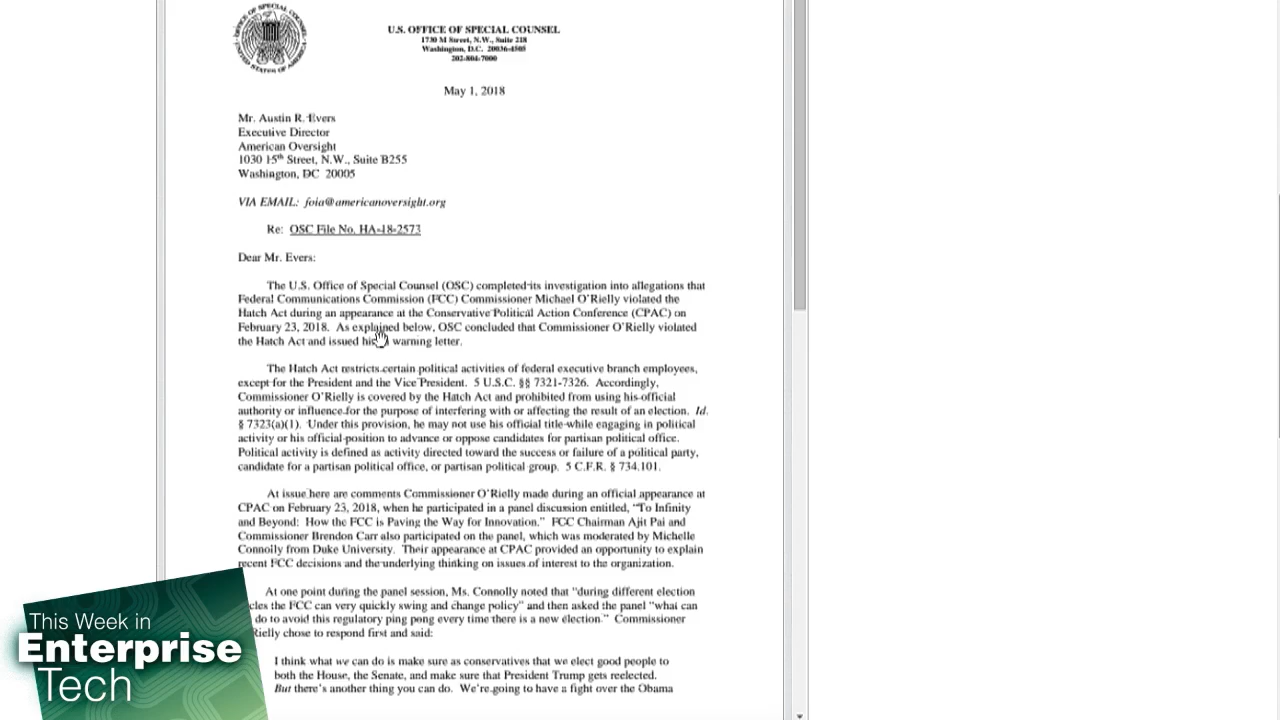 U.S. OFFICE OF SPECIAL COUNSEL
1730 M Street, N.W., Suite 218
Washington, D.C. 20036-4505
202-804-7000
May 1, 2018
Mr. Austin R. Evers
Executive Director
American Oversight
1030 15th Street, N.W., Suite B255
Washington, DC 20005
VIA EMAIL: foia@americanoversight.org
Re: OSC File No. HA-18-2573
Dear Mr. Evers:
The U.S. Office of Special Counsel (OSC) completed its investigation into allegations that
Federal Communications Commission (FCC) Commissioner Michael O'Rielly violated the
Hatch Act during an appearance at the Conservative Political Action Conference (CPAC) on
February 23, 2018. As explained below, OSC concluded that Commissioner O'Rielly violated
the Hatch Act and issued his warning letter.
The Hatch Act restricts certain political activities of federal executive branch employees,
except for the President and the Vice President. 5 U.S.C. §§ 7321-7326. Accordingly,
Commissioner O'Rielly is covered by the Hatch Act and prohibited from using his official
authority or influence for the purpose of interfering with or affecting the result of an election. Id.
§ 7323(a)(1). Under this provision, he may not use his official title while engaging in political
activity or his official position to advance or oppose candidates for partisan political office.
Political activity is defined as activity directed toward the success or failure of a political party,
candidate for a partisan political office, or partisan political group. 5 C.F.R. § 734.101.
At issue here are comments Commissioner O'Rielly made during an official appearance at
CPAC on February 23, 2018, when he participated in a panel discussion entitled, "To Infinity
and Beyond: How the FCC is Paving the Way for Innovation." FCC Chairman Ajit Pai and
Commissioner Brendon Carr also participated on the panel, which was moderated by Michelle
Connolly from Duke University. Their appearance at CPAC provided an opportunity to explain
recent FCC decisions and the underlying thinking on issues of interest to the organization.
At one point during the panel session, Ms. Connolly noted that "during different election
cles the FCC can very quickly swing and change policy" and then asked the panel "what can
do to avoid this regulatory ping pong every time there is a new election." Commissioner
Rielly chose to respond first and said:
I think what we can do is make sure as conservatives that we elect good people to
both the House, the Senate, and make sure that President Trump gets reelected.
But there's another thing you can do. We're going to have a fight over the Obama
This Week in
Enterprise
Tech